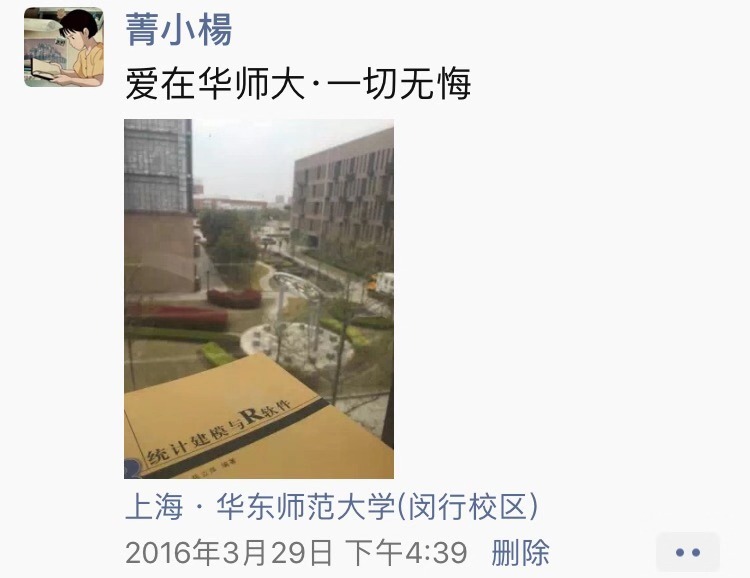 菁小楊
爱在华师大·一切无悔
统计建模与R软件
编著
上海·华东师范大学(闵行校区)
2016年3月29日 下午4:39 删除